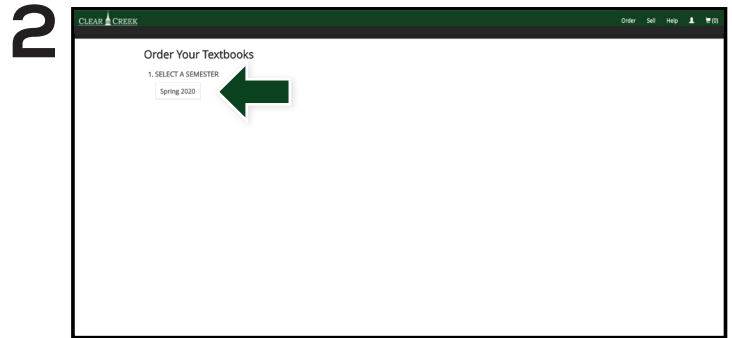 2
CLEAR CREEK
Order Sell Help (0)
Order Your Textbooks
1. SELECT A SEMESTER
Spring 2020